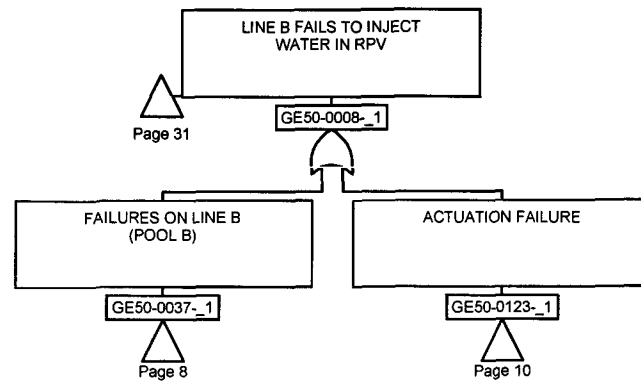 LINE B FAILS TO INJECT
WATER IN RPV
Page 31
GE50-0008-_1
FAILURES ON LINE B
(POOL B)
ACTUATION FAILURE
GE50-0037-_1
GE50-0123-_1
Page 8
Page 10